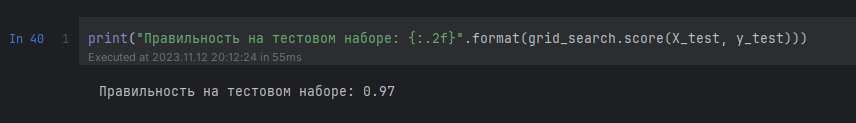 In 40 1 print("Правильность на тестовом наборе: {:.2f}".format(grid_search.score(X_test, y_test)))
Executed at 2023.11.12 20:12:24 in 55ms
Правильность на тестовом наборе: 0.97